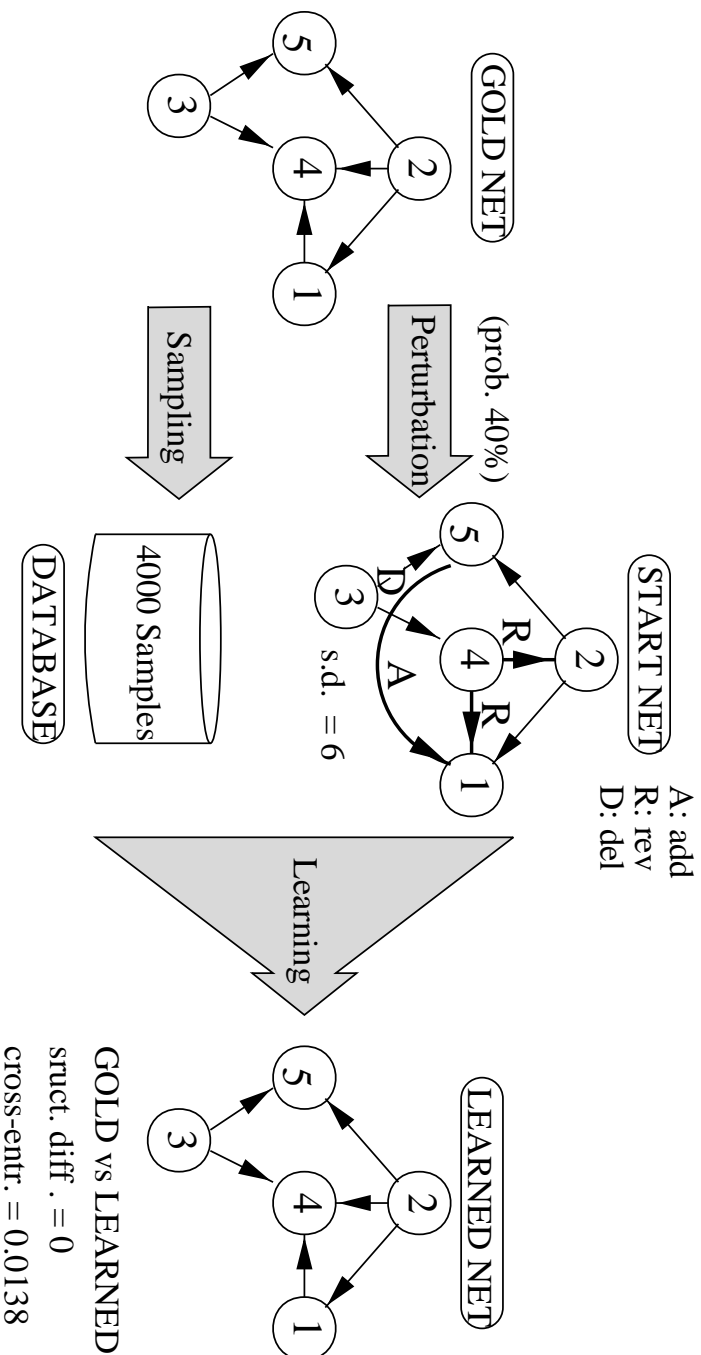 GOLD NET
2
5
4
1
3
(prob. 40%)
Perturbation
Sampling
START NET
A: add
R: rev
D: del
2
R
5
4
R
1
D
A
3
s.d. = 6
4000 Samples
DATABASE
Learning
LEARNED NET
2
5
4
1
3
GOLD vs LEARNED
sruct. diff . = 0
cross-entr. = 0.0138